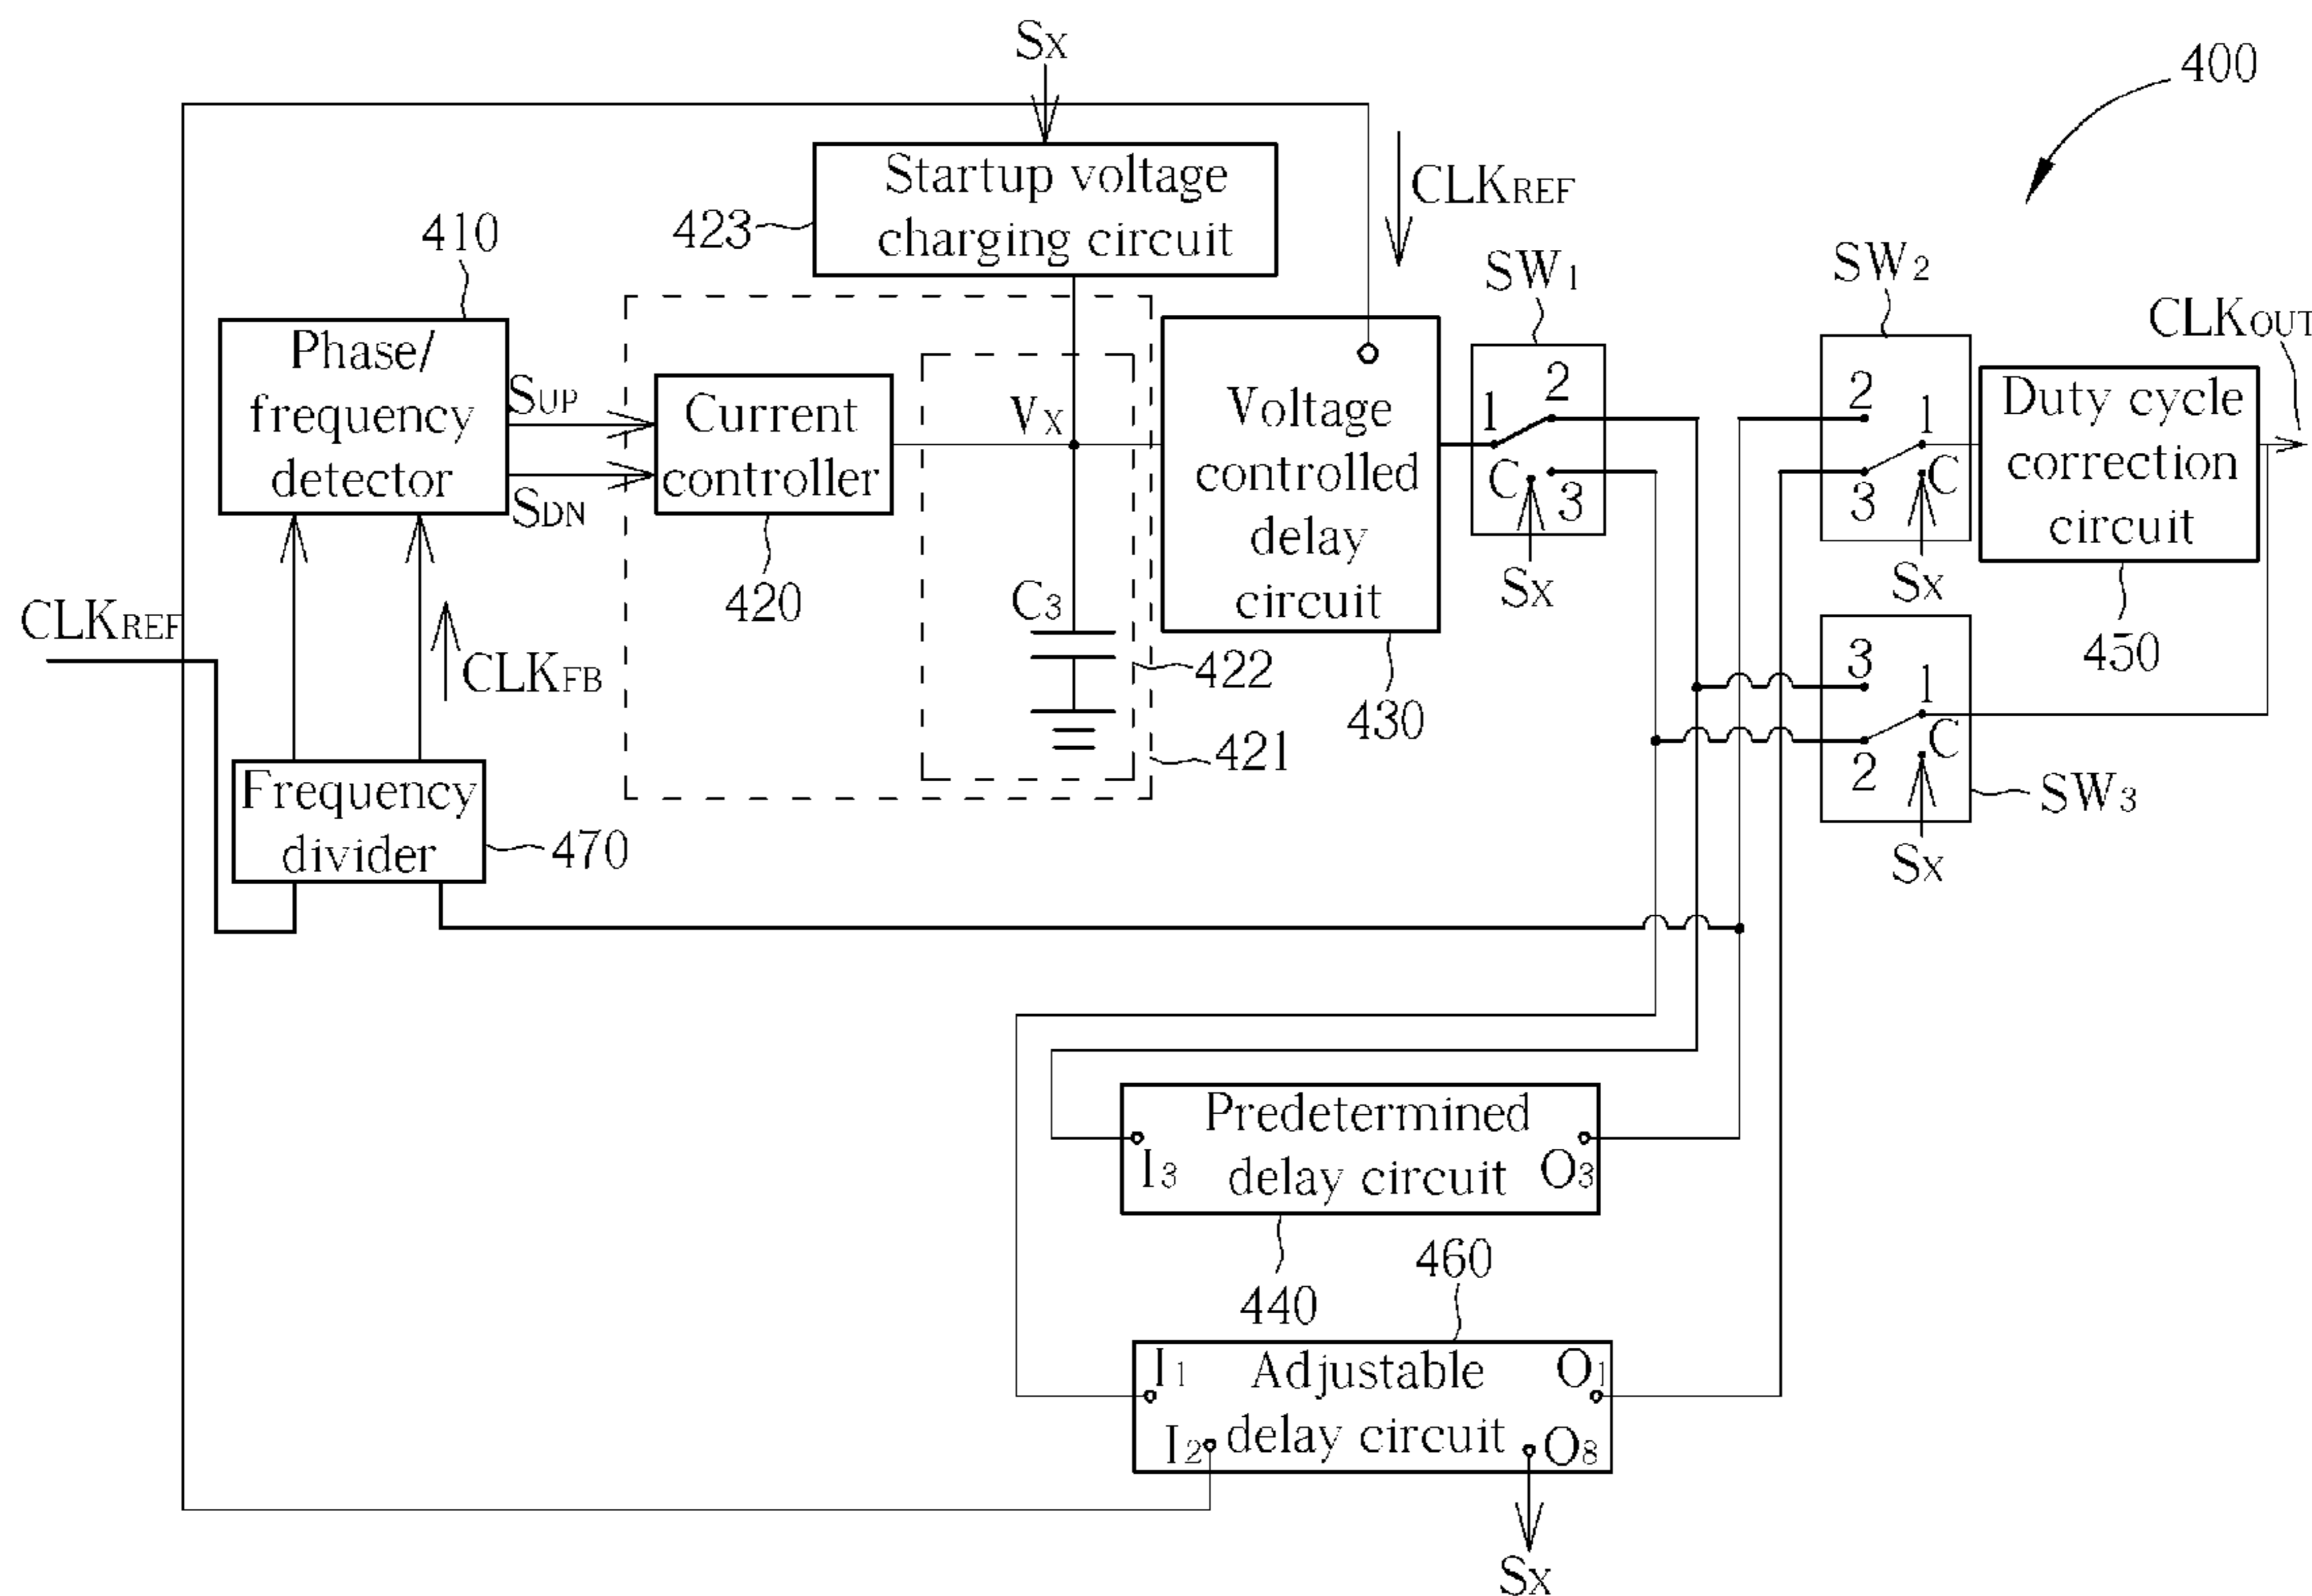 SX
400
Startup voltage
charging circuit
423
CLKREF
410
SW1
SW2
CLKOUT
Phase/
frequency
detector
SUP
SDN
Current
controller
420
VX
C3
Voltage
controlled
delay
circuit
430
1
2
C
3
SX
2
1
3
C
SX
Duty cycle
correction
circuit
450
CLKREF
CLKFB
422
421
3
1
C
2
SW3
SX
Frequency
divider
470
Predetermined
delay circuit
I3
O3
440
460
I1
Adjustable
O1
I2
delay circuit
O8
SX